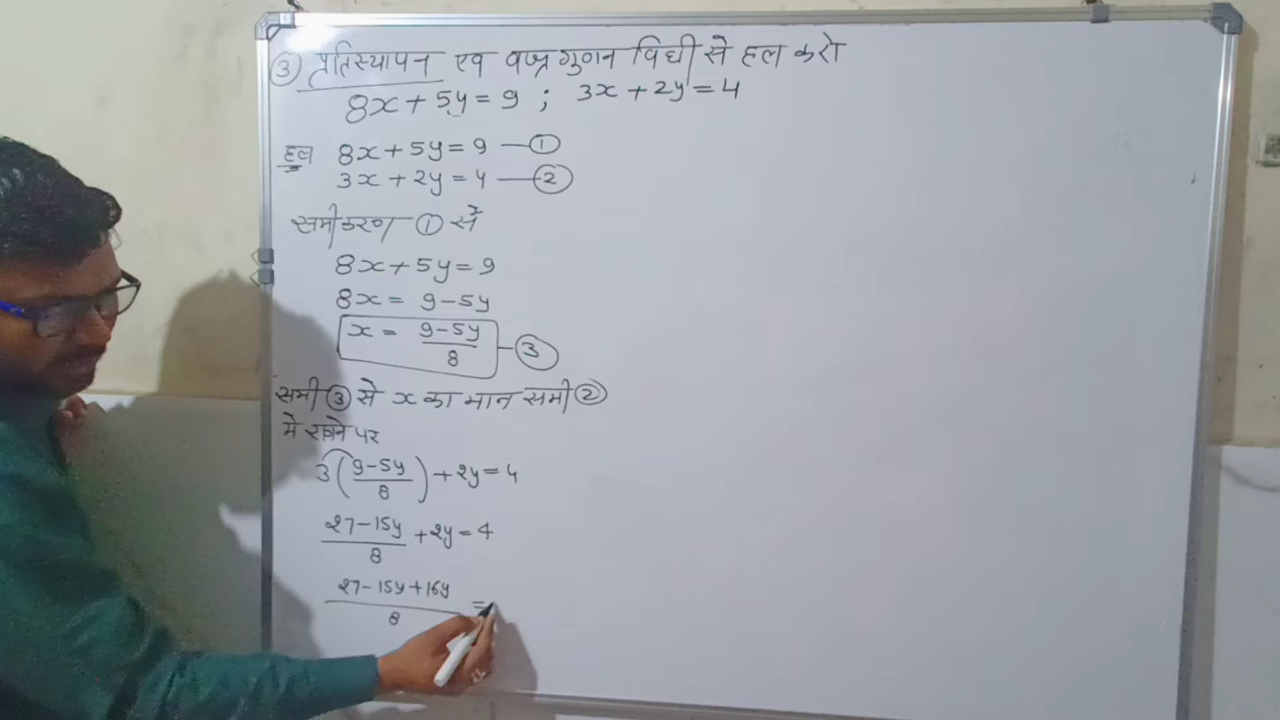 ③ प्रतिस्थापन एव वज्रगुणन विधी से हल करो
8x + 5y = 9 ; 3x + 2y = 4
हल 8x + 5y = 9 — ①
3x + 2y = 4 — ②
समीकरण ① से
8x + 5y = 9
8x = 9 - 5y
x = (9 - 5y)/8 — ③
समी ③ से x का मान समी ②
मे रखने पर
3((9 - 5y)/8) + 2y = 4
(27 - 15y)/8 + 2y = 4
(27 - 15y + 16y)/8 =